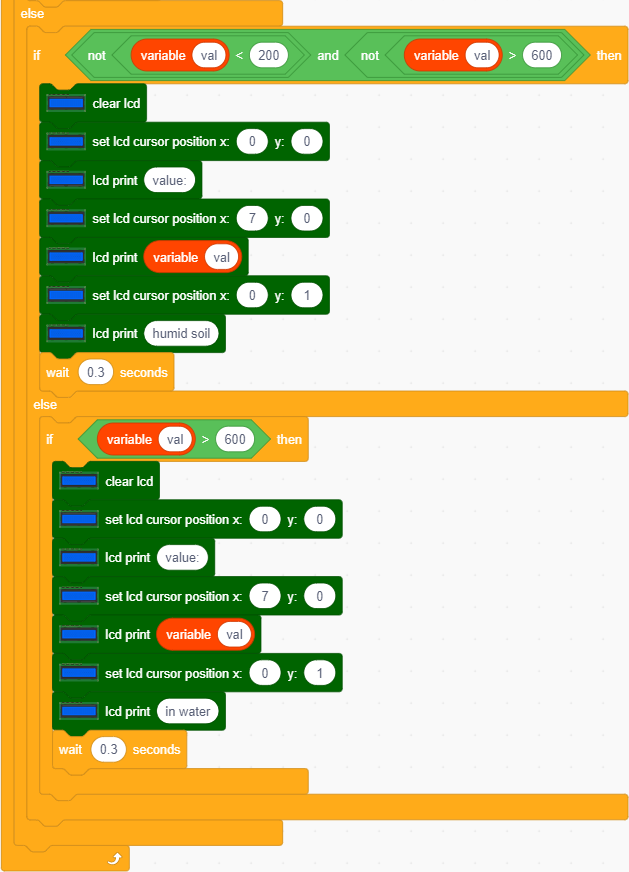 else
if not variable val < 200 and not variable val > 600 then
clear lcd
set lcd cursor position x: 0 y: 0
lcd print value:
set lcd cursor position x: 7 y: 0
lcd print variable val
set lcd cursor position x: 0 y: 1
lcd print humid soil
wait 0.3 seconds
else
if variable val > 600 then
clear lcd
set lcd cursor position x: 0 y: 0
lcd print value:
set lcd cursor position x: 7 y: 0
lcd print variable val
set lcd cursor position x: 0 y: 1
lcd print in water
wait 0.3 seconds